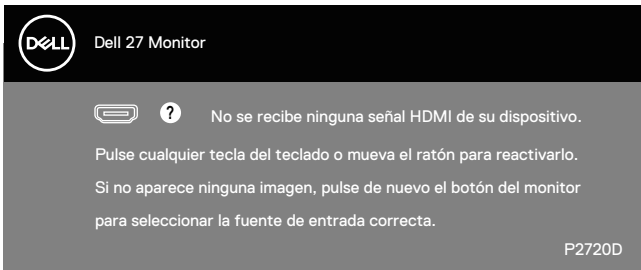 DELL
Dell 27 Monitor
? No se recibe ninguna señal HDMI de su dispositivo.
Pulse cualquier tecla del teclado o mueva el ratón para reactivarlo.
Si no aparece ninguna imagen, pulse de nuevo el botón del monitor
para seleccionar la fuente de entrada correcta.
P2720D